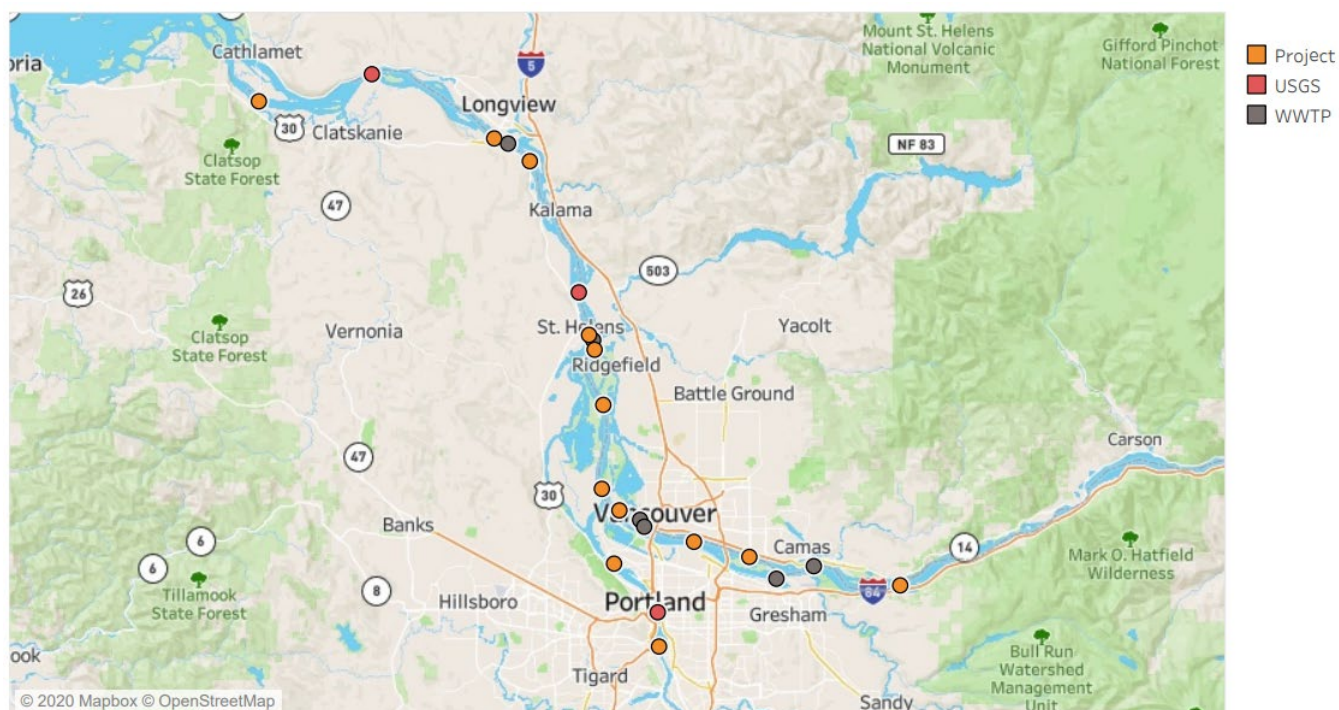 Cathlamet
Mount St. Helens
National Volcanic
Monument
Gifford Pinchot
National Forest
oria
5
Project
USGS
WWTP
Longview
30
Clatskanie
NF 83
Clatsop
State Forest
47
Kalama
503
26
St. Helens
Clatsop
State Forest
Vernonia
Yacolt
Ridgefield
Battle Ground
Carson
47
30
Vancouver
Banks
6
Camas
14
6
Mark O. Hatfield
Wilderness
Tillamook
State Forest
8
Hillsboro
Portland
84
Gresham
ook
Tigard
Bull Run
Watershed
Management
Unit
Sandy
© 2020 Mapbox © OpenStreetMap